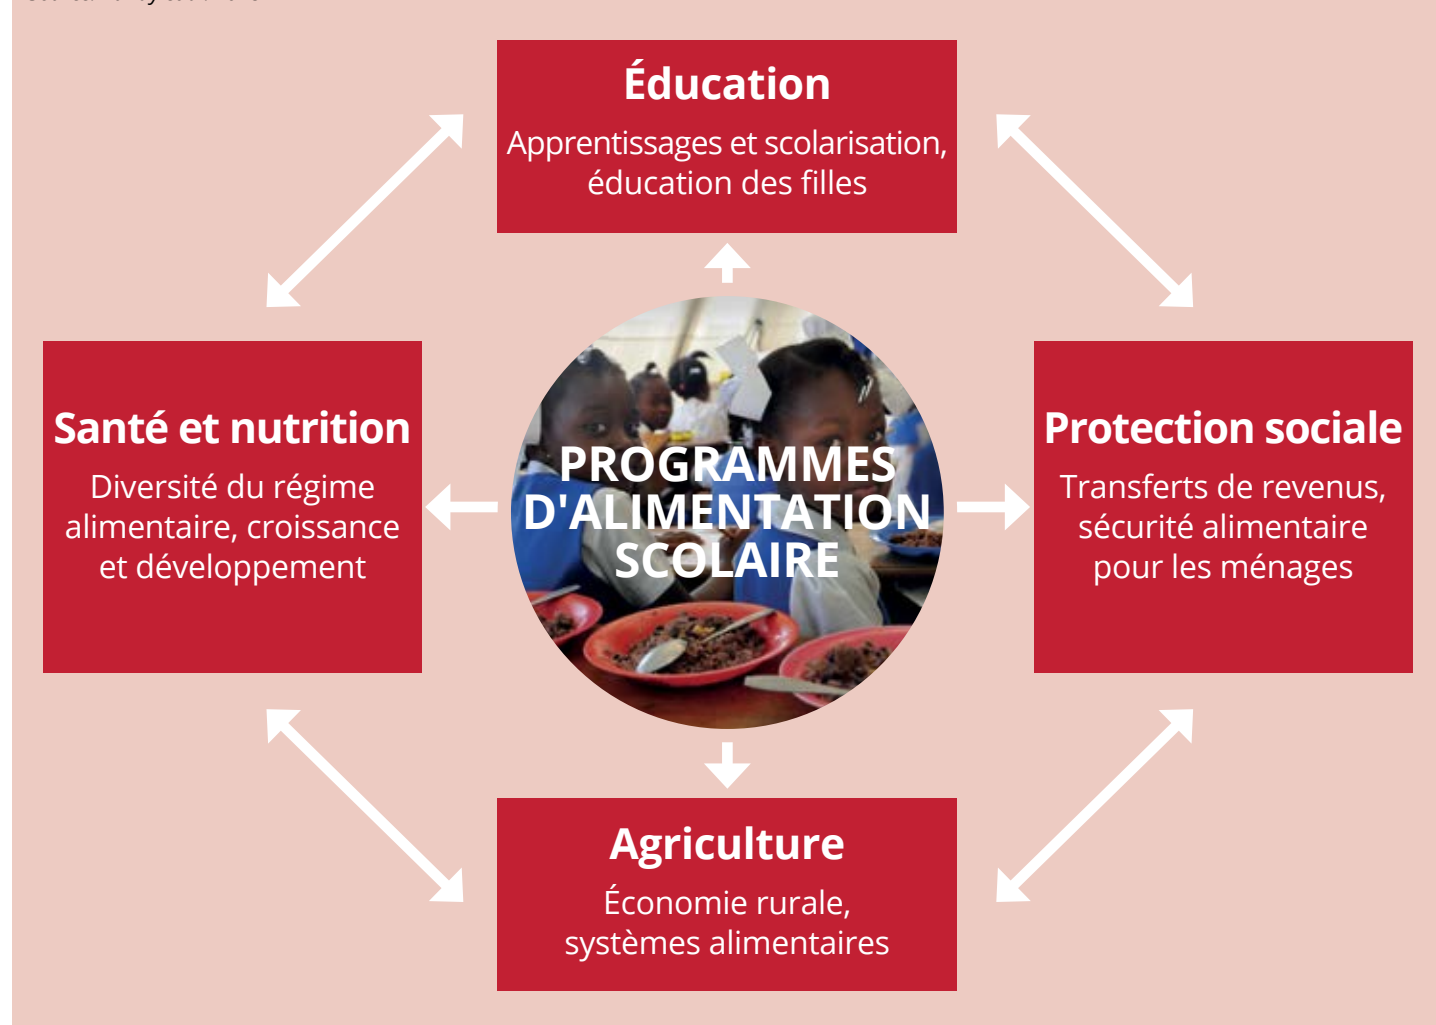 Éducation
Apprentissages et scolarisation,
éducation des filles
Santé et nutrition
Diversité du régime
alimentaire, croissance
et développement
PROGRAMMES
D'ALIMENTATION
SCOLAIRE
Protection sociale
Transferts de revenus,
sécurité alimentaire
pour les ménages
Agriculture
Économie rurale,
systèmes alimentaires